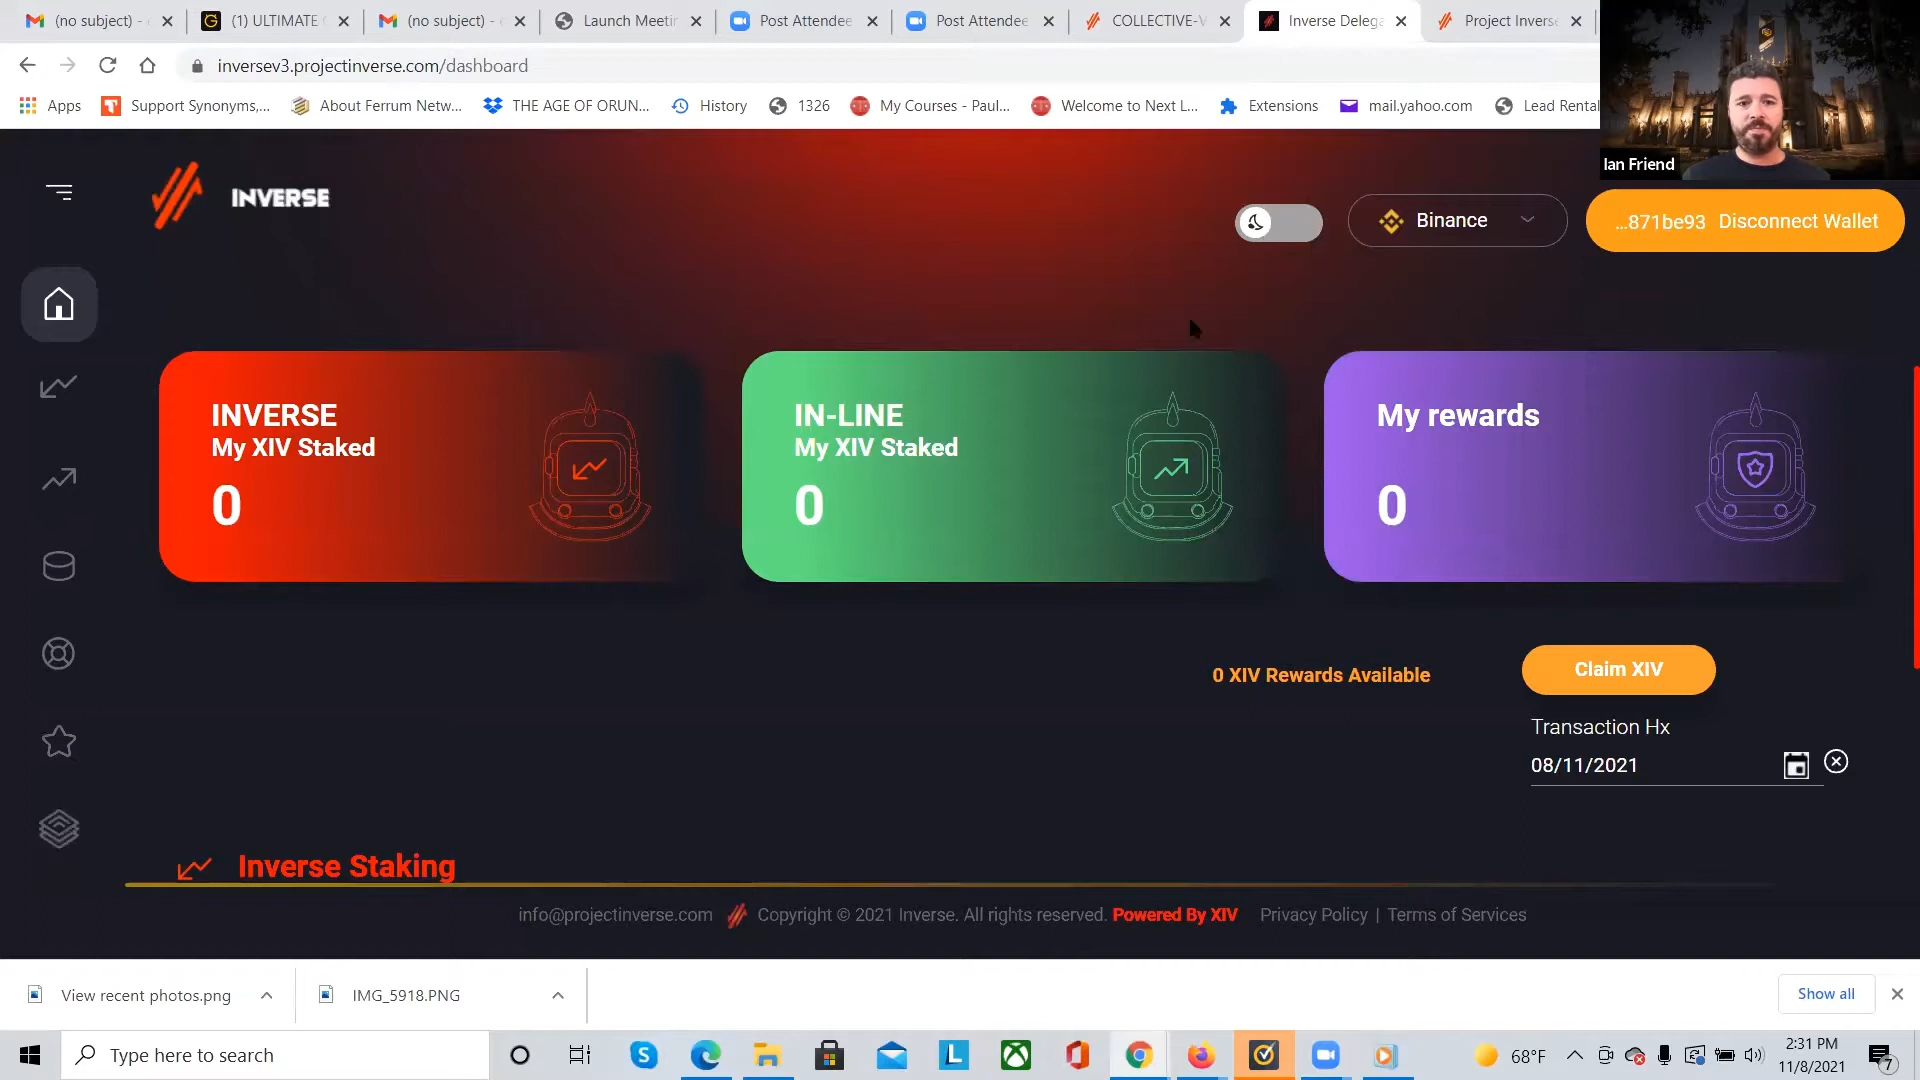 (no subject) -
(1) ULTIMATE
(no subject) -
Launch Meetin
Post Attendee
Post Attendee
COLLECTIVE-V
Inverse Delega
Project Inverse
inversev3.projectinverse.com/dashboard
Apps
Support Synonyms,...
About Ferrum Netw...
THE AGE OF ORUN...
History
1326
My Courses - Paul...
Welcome to Next L...
Extensions
mail.yahoo.com
Lead Rental
Ian Friend
INVERSE
Binance
...871be93 Disconnect Wallet
INVERSE
My XIV Staked
0
IN-LINE
My XIV Staked
0
My rewards
0
0 XIV Rewards Available
Claim XIV
Transaction Hx
08/11/2021
Inverse Staking
info@projectinverse.com
Copyright © 2021 Inverse. All rights reserved. Powered By XIV
Privacy Policy | Terms of Services
View recent photos.png
IMG_5918.PNG
Show all
Type here to search
68°F
2:31 PM
11/8/2021
7